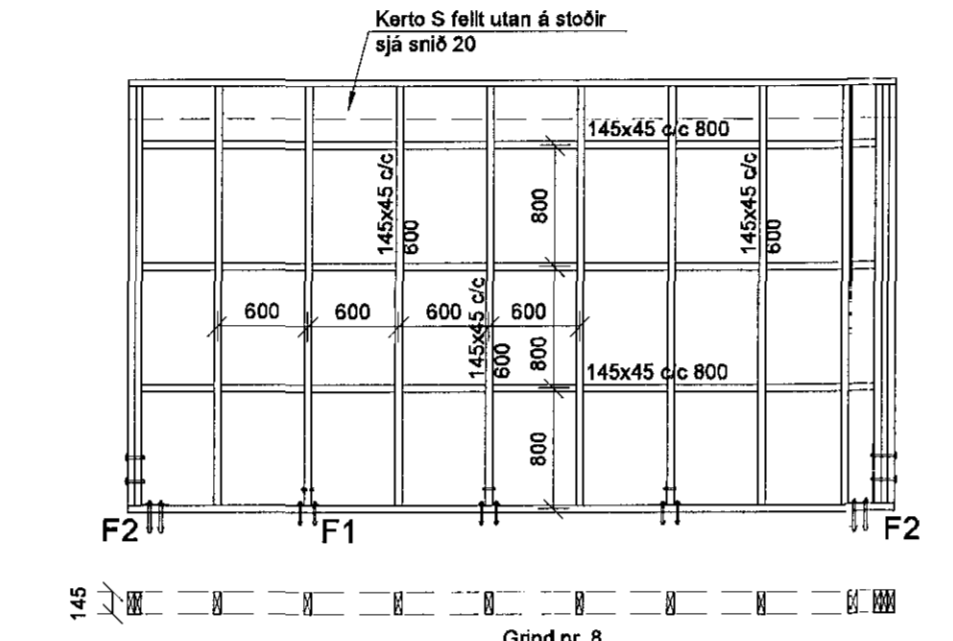 Kerto S fellt utan á stoðir
sjá snið 20
145x45 c/c 800
145x45 c/c
600
800
145x45 c/c
600
600
600
600
600
145x45 c/c
600
800
145x45 c/c 800
800
F2
F1
F2
145
Grind nr. 8